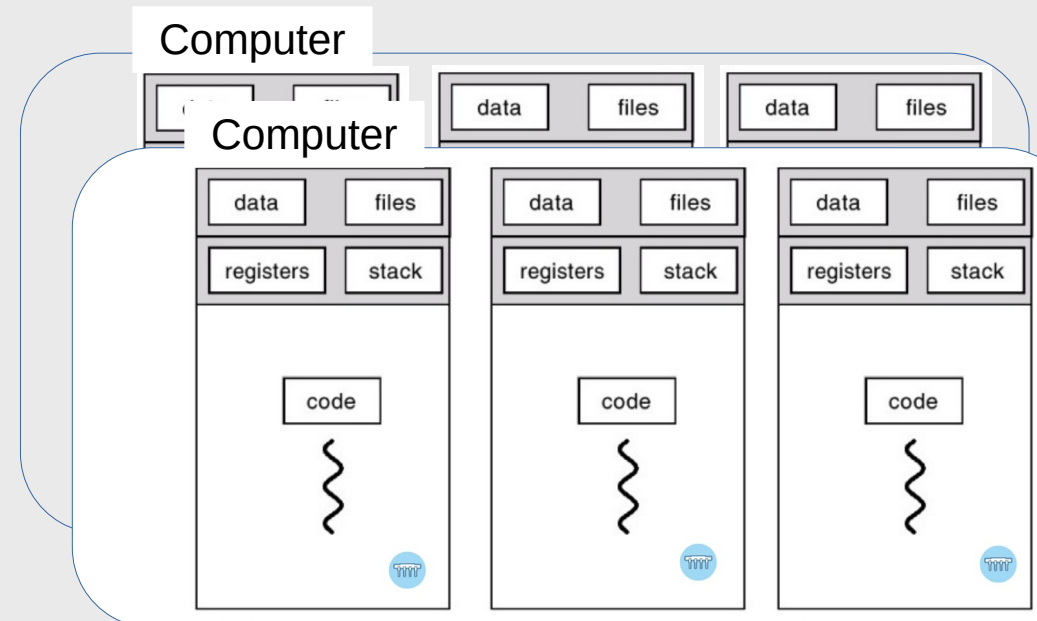 Computer
data files data files
Computer
data files data files data files
registers stack registers stack registers stack
code code code